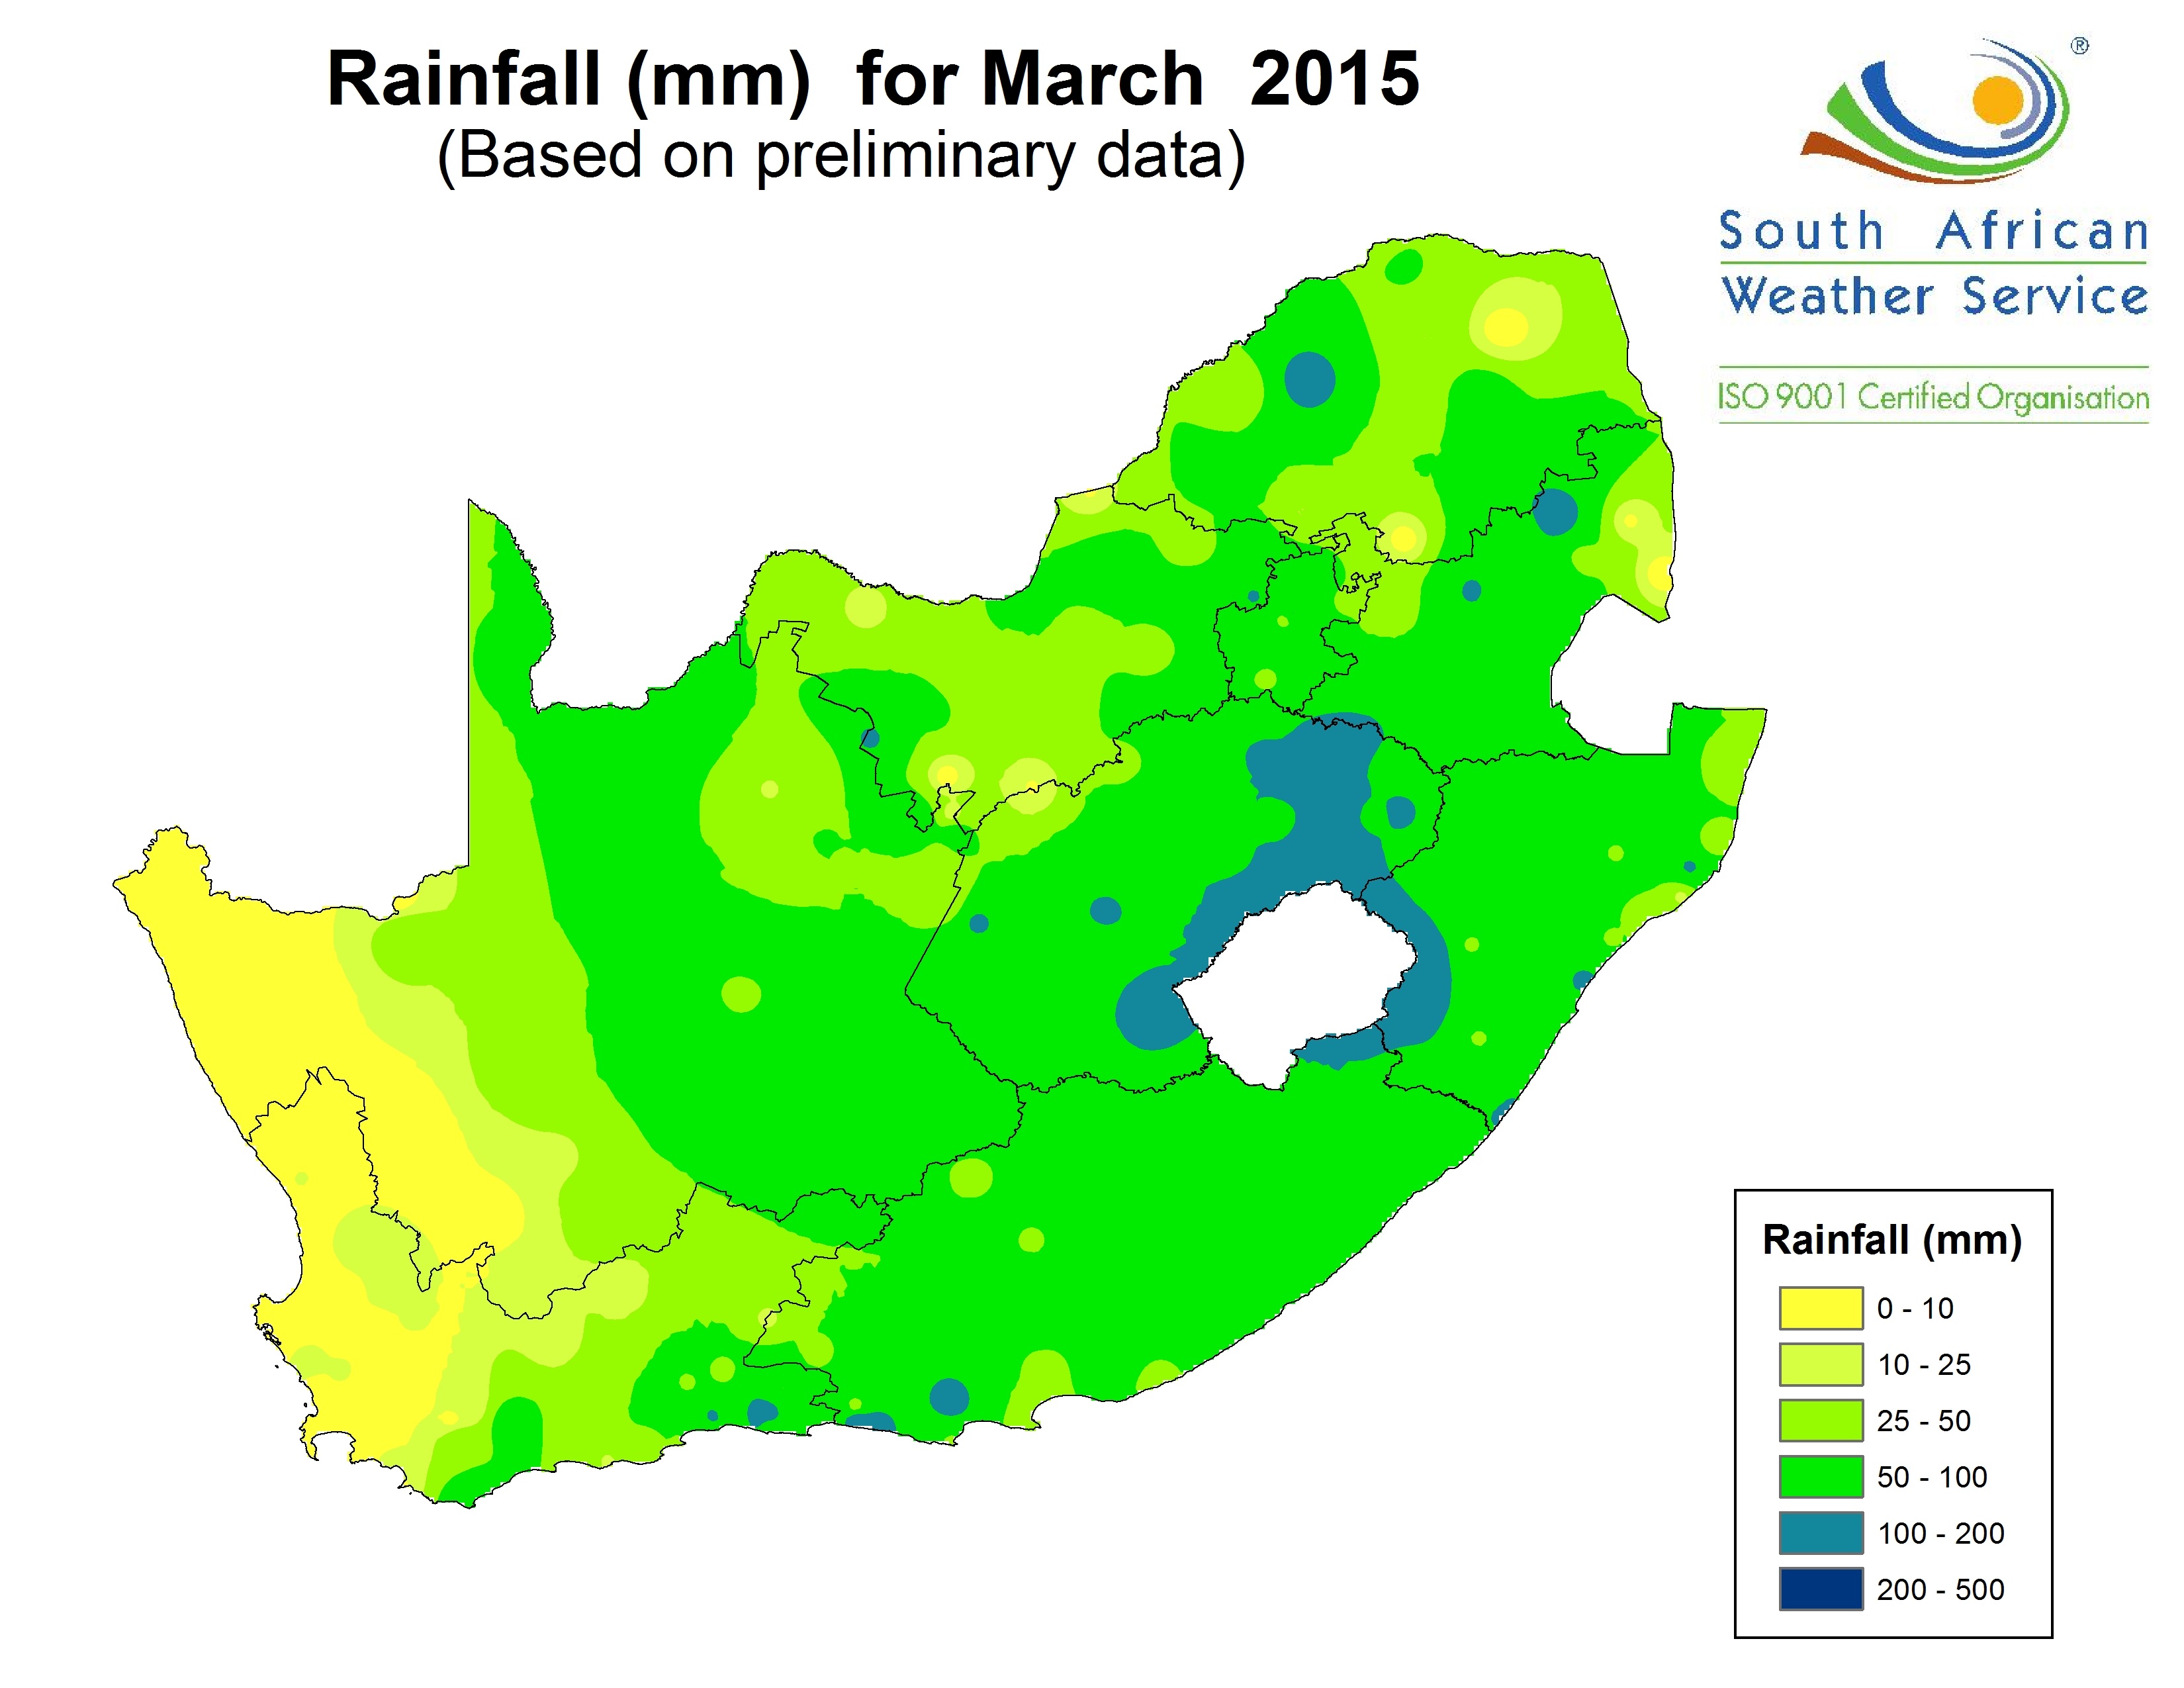 Rainfall (mm) for March 2015
(Based on preliminary data)
®
South African
Weather Service
ISO 9001 Certified Organisation
Rainfall (mm)
0 - 10
10 - 25
25 - 50
50 - 100
100 - 200
200 - 500